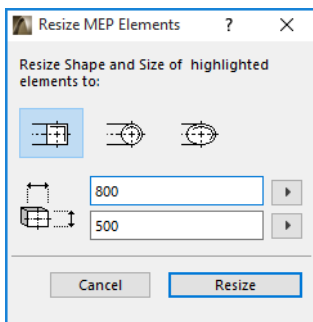 Resize MEP Elements ?
Resize Shape and Size of highlighted
elements to:
800
500
Cancel Resize